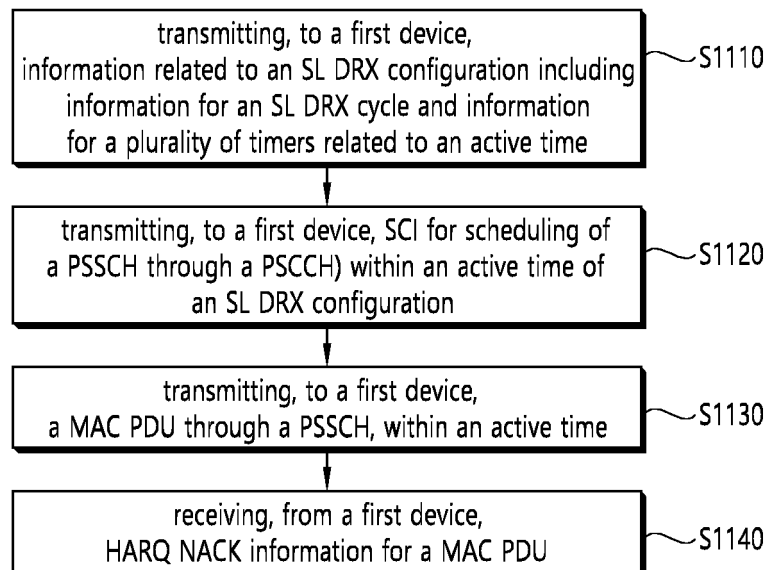 transmitting, to a first device,
information related to an SL DRX configuration including
information for an SL DRX cycle and information
for a plurality of timers related to an active time
S1110
transmitting, to a first device, SCI for scheduling of
a PSSCH through a PSCCH) within an active time of
an SL DRX configuration
S1120
transmitting, to a first device,
a MAC PDU through a PSSCH, within an active time
S1130
receiving, from a first device,
HARQ NACK information for a MAC PDU
S1140